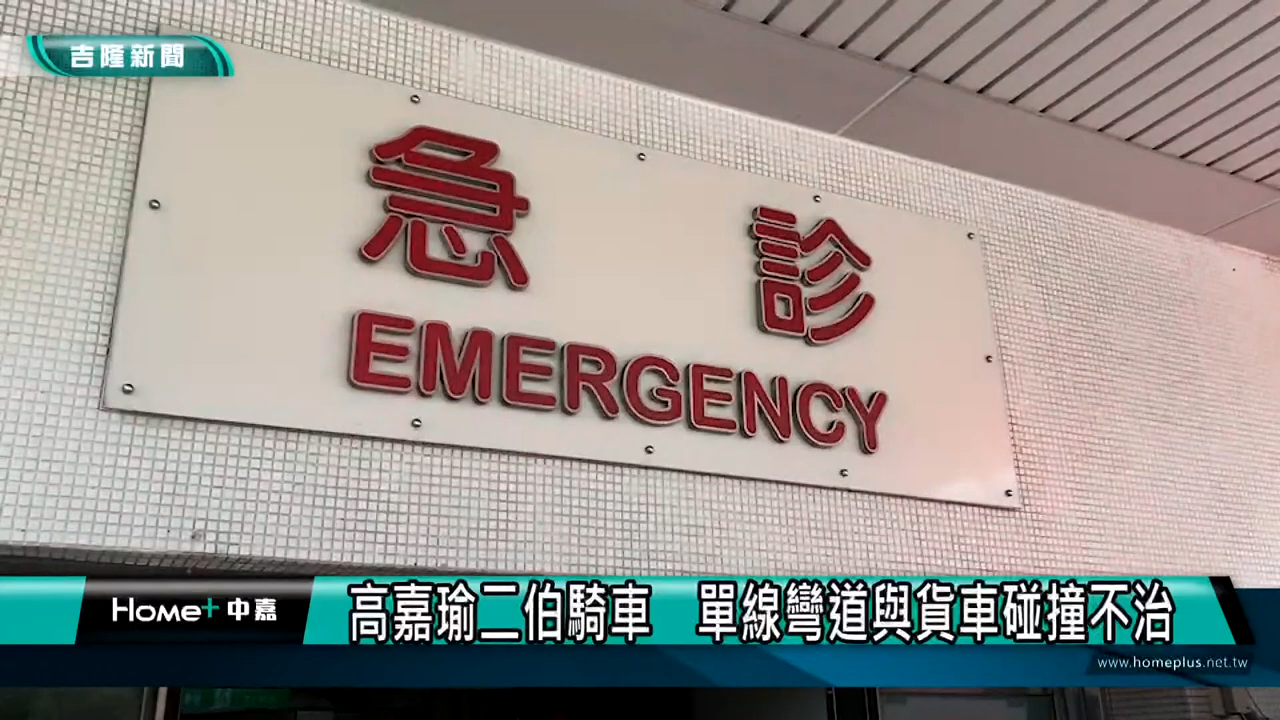 吉隆新聞
急診
EMERGENCY
Home+中嘉
高嘉瑜二伯騎車 單線彎道與貨車碰撞不治
www.homeplus.net.tw